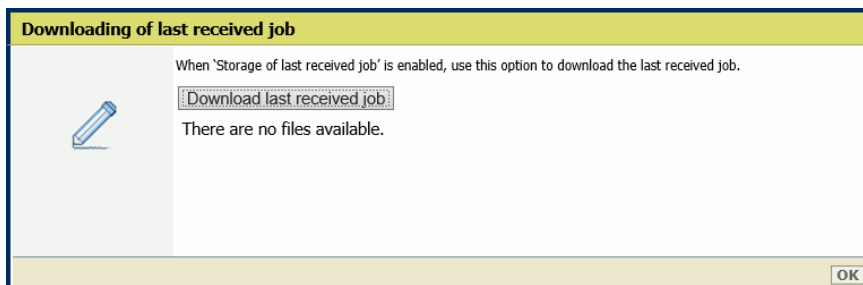 Downloading of last received job
When `Storage of last received job' is enabled, use this option to download the last received job.
Download last received job
There are no files available.
OK